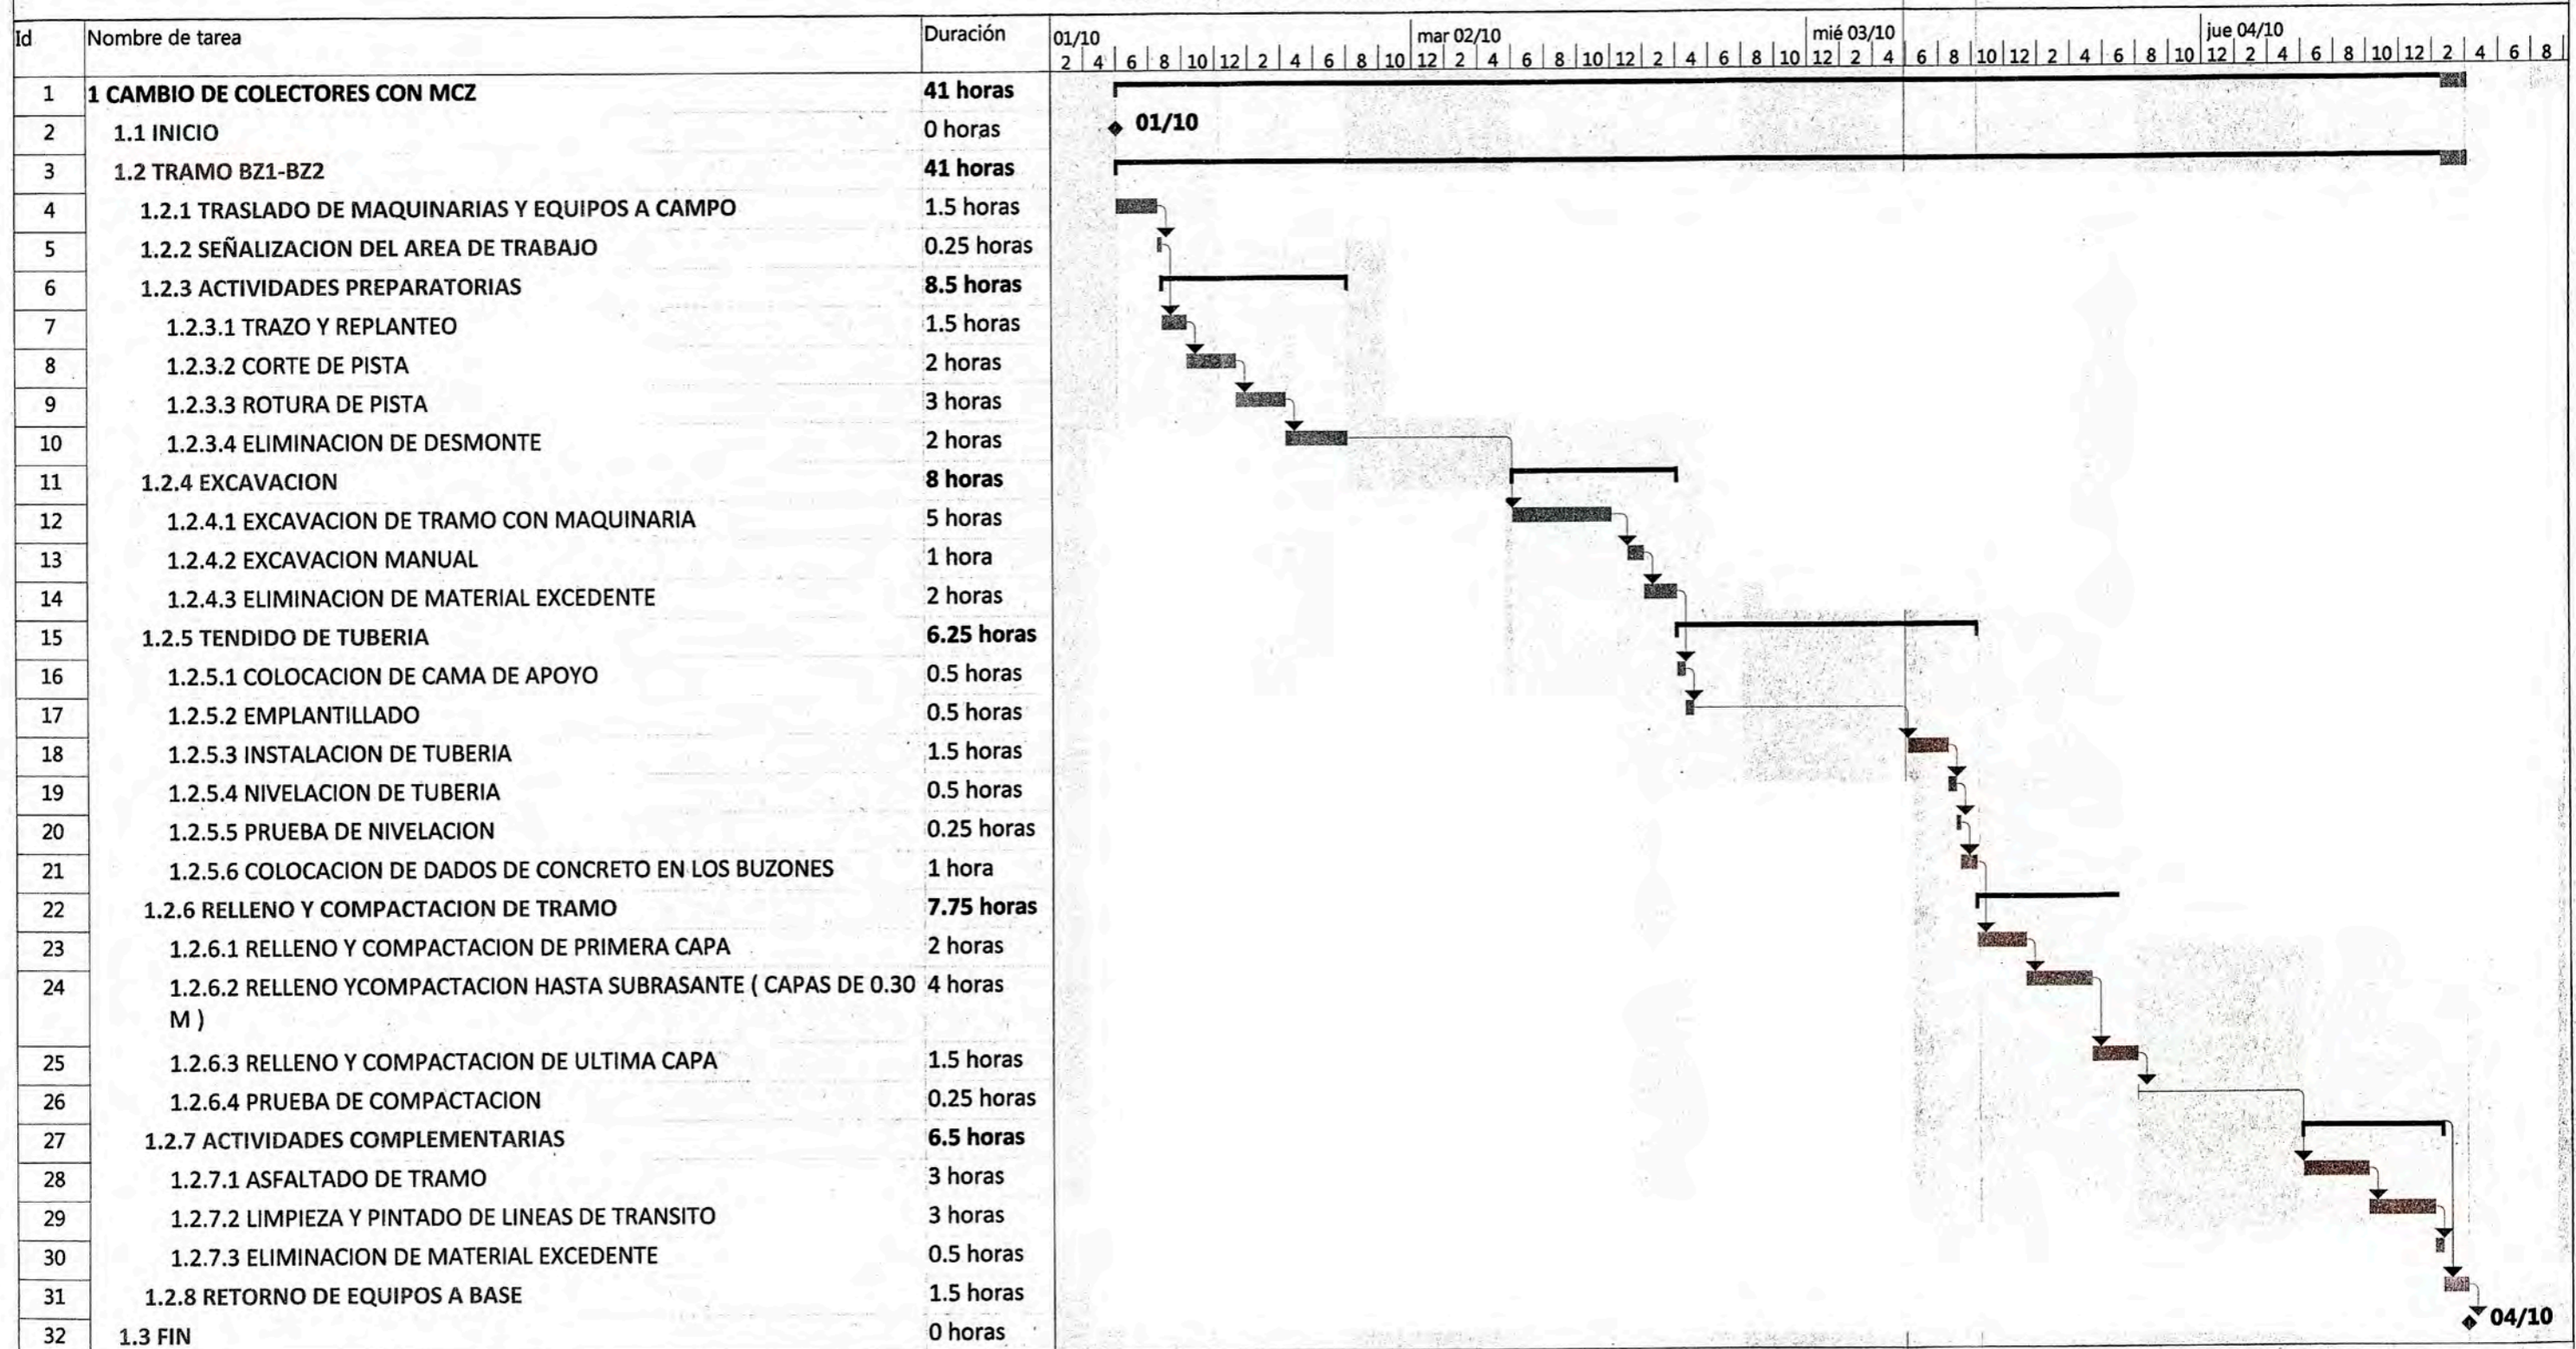 Id Nombre de tarea Duración 01/10 mar 02/10 mié 03/10 jue 04/10
2 4 6 8 10 12 2 4 6 8 10 12 2 4 6 8 10 12 2 4 6 8 10 12 2 4 6 8 10 12 2 4 6 8 10 12 2 4 6 8 10 12 2 4 6 8
1 1 CAMBIO DE COLECTORES CON MCZ 41 horas
2 1.1 INICIO 0 horas 01/10
3 1.2 TRAMO BZ1-BZ2 41 horas
4 1.2.1 TRASLADO DE MAQUINARIAS Y EQUIPOS A CAMPO 1.5 horas
5 1.2.2 SEÑALIZACION DEL AREA DE TRABAJO 0.25 horas
6 1.2.3 ACTIVIDADES PREPARATORIAS 8.5 horas
7 1.2.3.1 TRAZO Y REPLANTEO 1.5 horas
8 1.2.3.2 CORTE DE PISTA 2 horas
9 1.2.3.3 ROTURA DE PISTA 3 horas
10 1.2.3.4 ELIMINACION DE DESMONTE 2 horas
11 1.2.4 EXCAVACION 8 horas
12 1.2.4.1 EXCAVACION DE TRAMO CON MAQUINARIA 5 horas
13 1.2.4.2 EXCAVACION MANUAL 1 hora
14 1.2.4.3 ELIMINACION DE MATERIAL EXCEDENTE 2 horas
15 1.2.5 TENDIDO DE TUBERIA 6.25 horas
16 1.2.5.1 COLOCACION DE CAMA DE APOYO 0.5 horas
17 1.2.5.2 EMPLANTILLADO 0.5 horas
18 1.2.5.3 INSTALACION DE TUBERIA 1.5 horas
19 1.2.5.4 NIVELACION DE TUBERIA 0.5 horas
20 1.2.5.5 PRUEBA DE NIVELACION 0.25 horas
21 1.2.5.6 COLOCACION DE DADOS DE CONCRETO EN LOS BUZONES 1 hora
22 1.2.6 RELLENO Y COMPACTACION DE TRAMO 7.75 horas
23 1.2.6.1 RELLENO Y COMPACTACION DE PRIMERA CAPA 2 horas
24 1.2.6.2 RELLENO YCOMPACTACION HASTA SUBRASANTE ( CAPAS DE 0.30 4 horas
M )
25 1.2.6.3 RELLENO Y COMPACTACION DE ULTIMA CAPA 1.5 horas
26 1.2.6.4 PRUEBA DE COMPACTACION 0.25 horas
27 1.2.7 ACTIVIDADES COMPLEMENTARIAS 6.5 horas
28 1.2.7.1 ASFALTADO DE TRAMO 3 horas
29 1.2.7.2 LIMPIEZA Y PINTADO DE LINEAS DE TRANSITO 3 horas
30 1.2.7.3 ELIMINACION DE MATERIAL EXCEDENTE 0.5 horas
31 1.2.8 RETORNO DE EQUIPOS A BASE 1.5 horas
32 1.3 FIN 0 horas 04/10